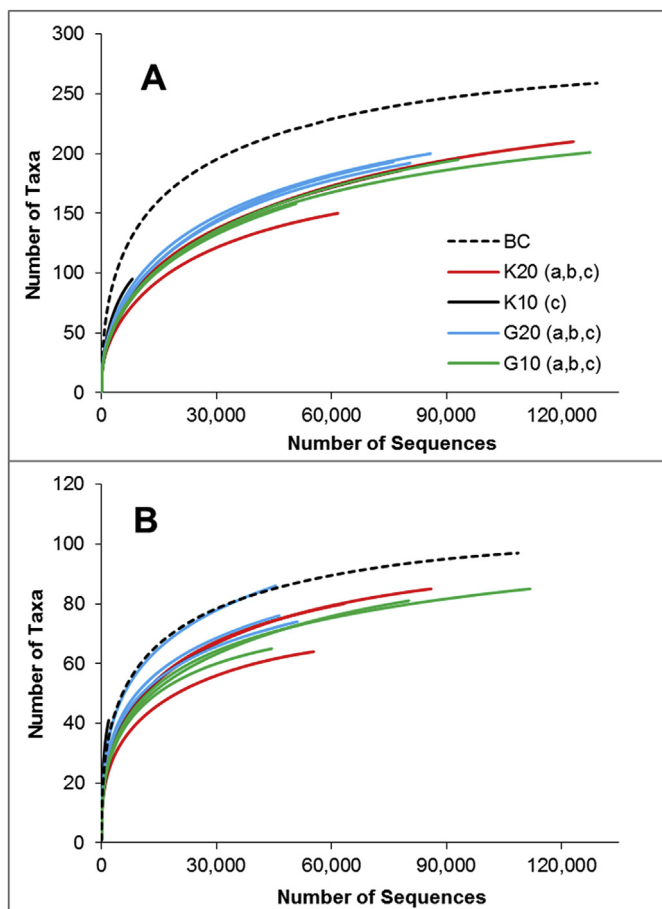 300
A
250
200
150
100
50
0
Number of Taxa
BC
K20 (a,b,c)
K10 (c)
G20 (a,b,c)
G10 (a,b,c)
0 30,000 60,000 90,000 120,000
Number of Sequences
120
B
100
80
60
40
20
0
Number of Taxa
0 30,000 60,000 90,000 120,000
Number of Sequences